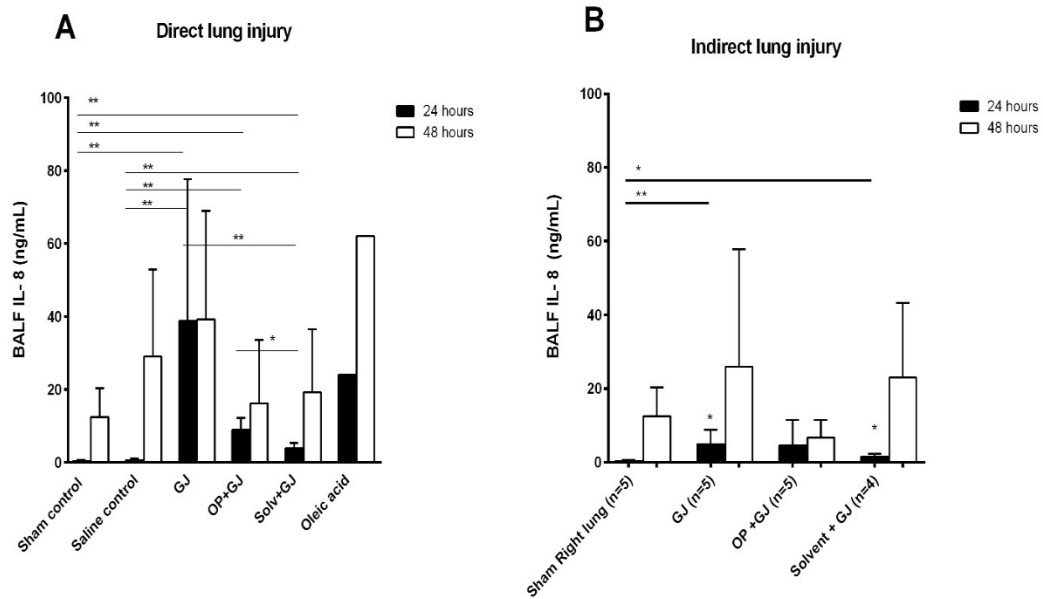 A
Direct lung injury
24 hours
48 hours
BALF IL- 8 (ng/mL)
100
80
60
40
20
0
**
**
**
**
**
**
**
*
Sham control
Saline control
GJ
OP+GJ
Solv+GJ
Oleic acid
B
Indirect lung injury
24 hours
48 hours
BALF IL- 8 (ng/mL)
100
80
60
40
20
0
*
**
*
*
Sham Right lung (n=5)
GJ (n=5)
OP +GJ (n=5)
Solvent + GJ (n=4)